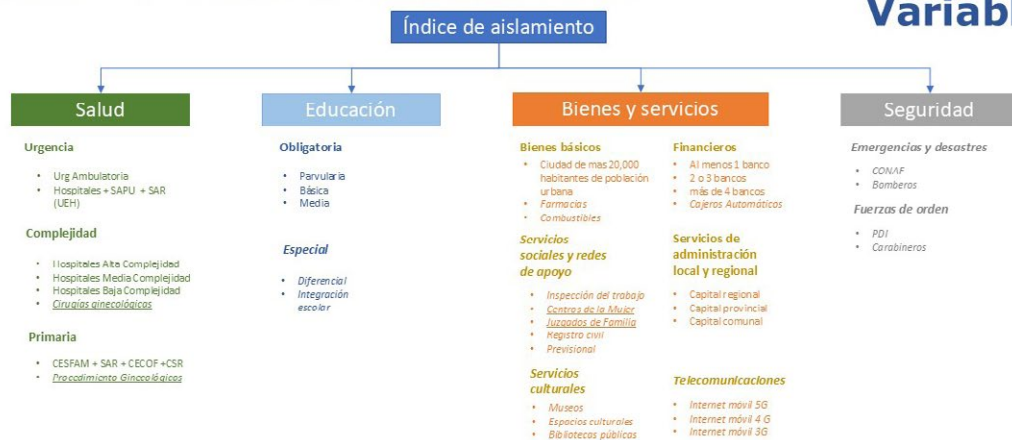 Variabl
Índice de aislamiento
Salud
Urgencia
• Urg Ambulatoria
• Hospitales + SAPU + SAR
(UEH)
Complejidad
• Hospitales Alta Complejidad
• Hospitales Media Complejidad
• Hospitales Baja Complejidad
• Cirugías ginecológicas
Primaria
• CESFAM + SAR + CECOF +CSR
• Procedimiento Ginecológicos
Educación
Obligatoria
• Parvularia
• Básica
• Media
Especial
• Diferencial
• Integración
escolar
Bienes y servicios
Bienes básicos
• Ciudad de mas 20,000
habitantes de población
urbana
• Farmacias
• Combustibles
Servicios
sociales y redes
de apoyo
• Inspección del trabajo
• Centros de la Mujer
• Juzgados de Familia
• Registro civil
• Previsional
Servicios
culturales
• Museos
• Espacios culturales
• Bibliotecas públicas
Financieros
• Al menos 1 banco
• 2 o 3 bancos
• más de 4 bancos
• Cajeros Automáticos
Servicios de
administración
local y regional
• Capital regional
• Capital provincial
• Capital comunal
Telecomunicaciones
• Internet móvil 5G
• Internet móvil 4 G
• Internet móvil 3G
Seguridad
Emergencias y desastres
• CONAF
• Bomberos
Fuerzas de orden
• PDI
• Carabineros